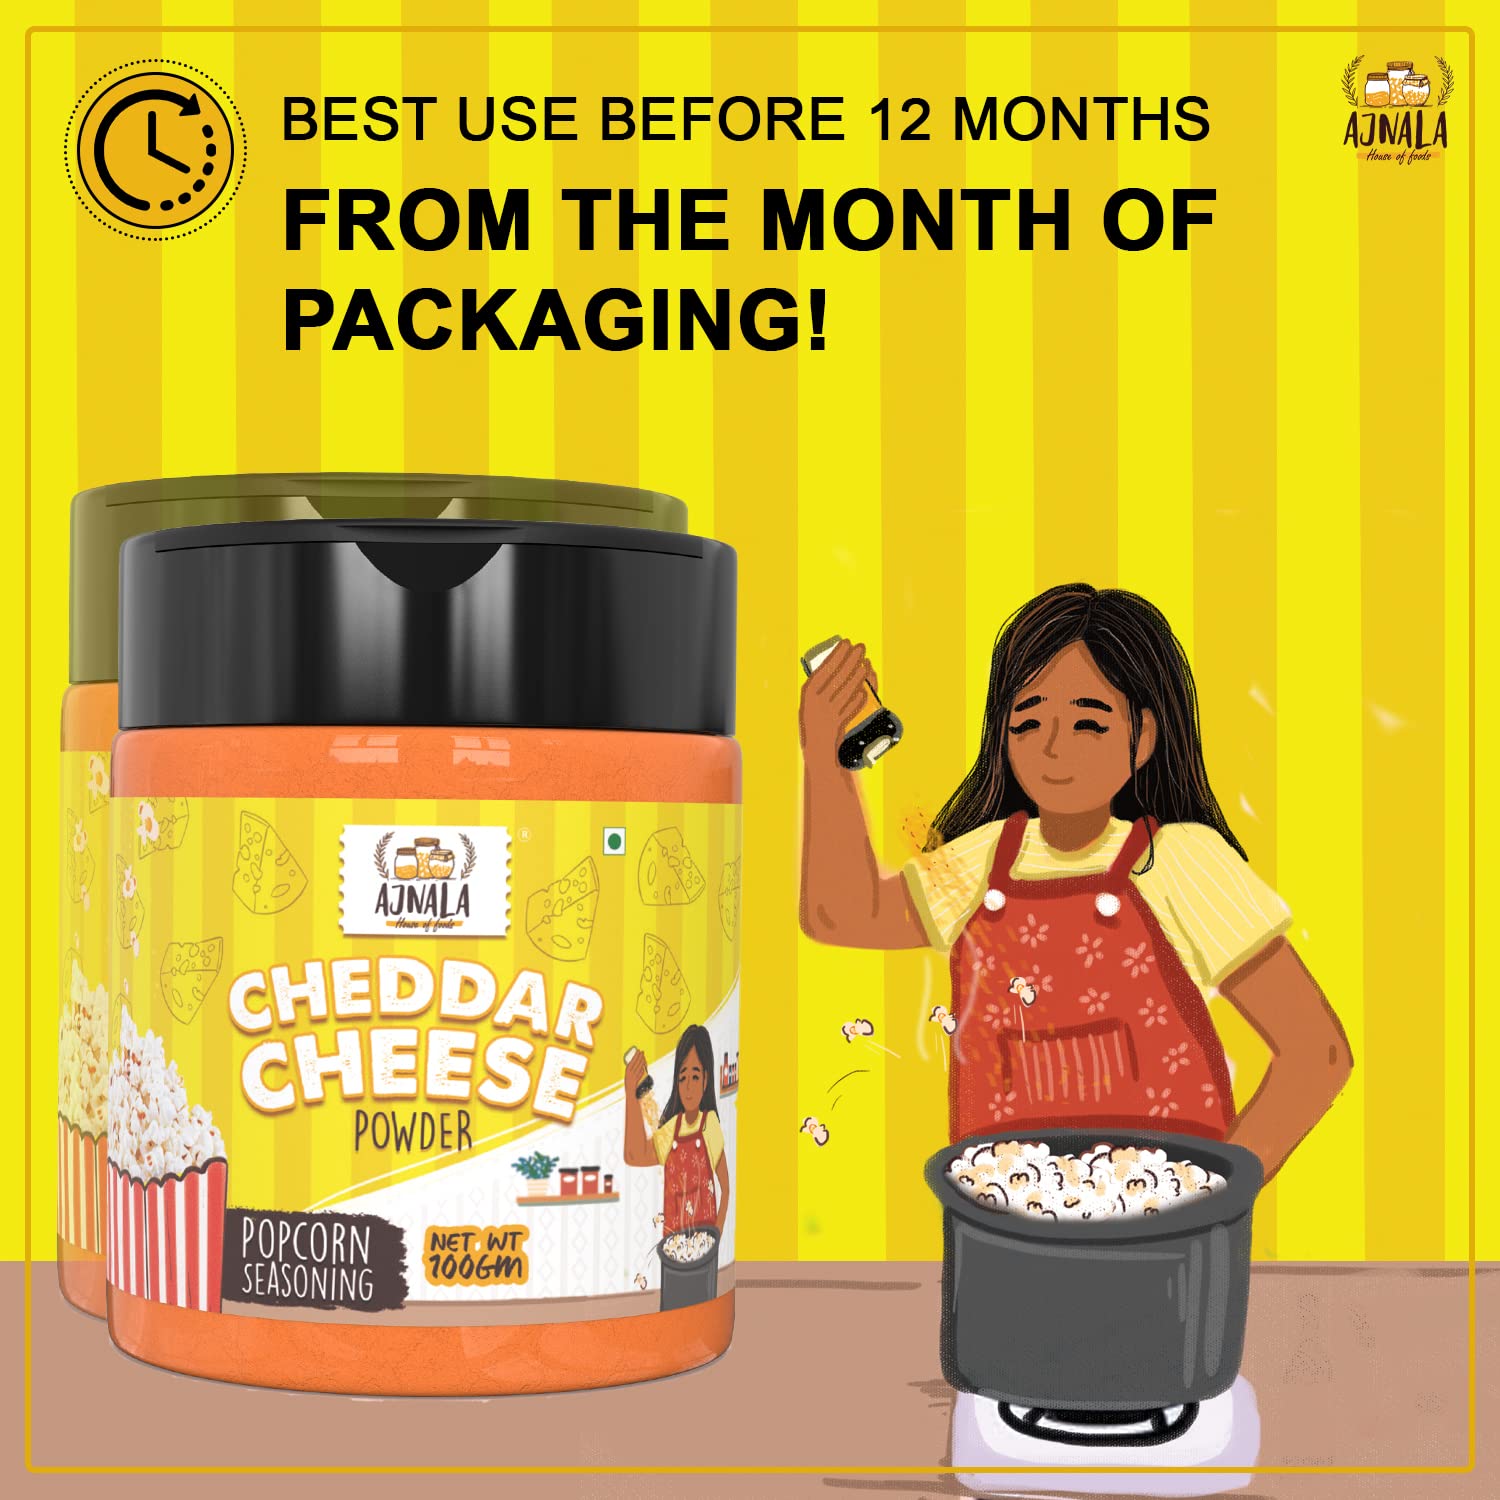 BEST USE BEFORE 12 MONTHS
FROM THE MONTH OF
PACKAGING!
AJNALA
House of foods
AJNALA
House of foods
®
CHEDDAR
CHEESE
POWDER
POPCORN
SEASONING
NET. WT
100GM